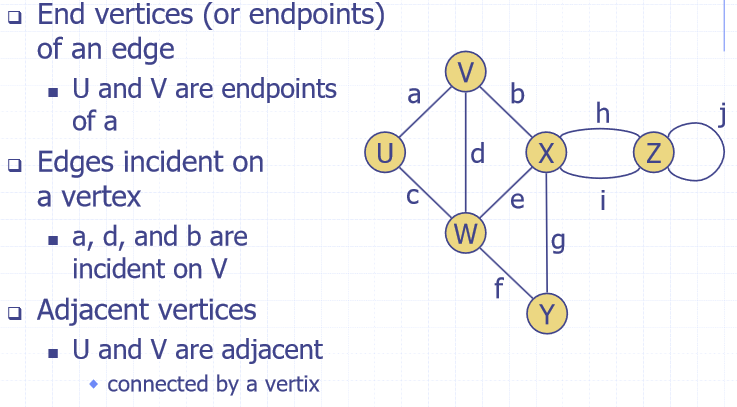 End vertices (or endpoints)
of an edge
U and V are endpoints
of a
Edges incident on
a vertex
a, d, and b are
incident on V
Adjacent vertices
U and V are adjacent
connected by a vertix
V
a
b
h
j
U
d
X
Z
c
e
i
W
g
f
Y